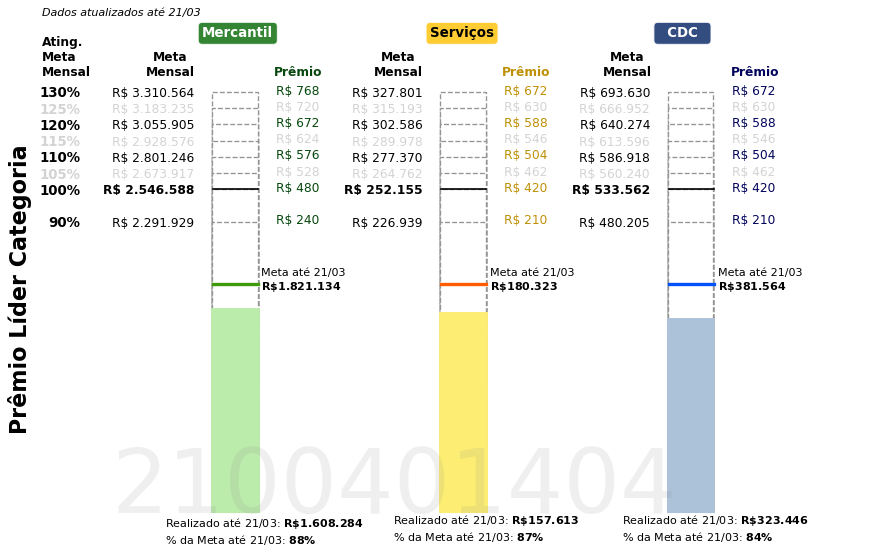 Dados atualizados até 21/03
Mercantil
Serviços
CDC
Ating.
Meta
Mensal
Meta
Mensal
Prêmio
Meta
Mensal
Prêmio
Meta
Mensal
Prêmio
130% R$ 3.310.564 R$ 768 R$ 327.801 R$ 672 R$ 693.630 R$ 672
125% R$ 3.183.235 R$ 720 R$ 315.193 R$ 630 R$ 666.952 R$ 630
120% R$ 3.055.905 R$ 672 R$ 302.586 R$ 588 R$ 640.274 R$ 588
115% R$ 2.928.576 R$ 624 R$ 289.978 R$ 546 R$ 613.596 R$ 546
110% R$ 2.801.246 R$ 576 R$ 277.370 R$ 504 R$ 586.918 R$ 504
105% R$ 2.673.917 R$ 528 R$ 264.762 R$ 462 R$ 560.240 R$ 462
100% R$ 2.546.588 R$ 480 R$ 252.155 R$ 420 R$ 533.562 R$ 420
90% R$ 2.291.929 R$ 240 R$ 226.939 R$ 210 R$ 480.205 R$ 210
Meta até 21/03
R$1.821.134
Meta até 21/03
R$180.323
Meta até 21/03
R$381.564
Prêmio Líder Categoria
2100401404
Realizado até 21/03: R$1.608.284
% da Meta até 21/03: 88%
Realizado até 21/03: R$157.613
% da Meta até 21/03: 87%
Realizado até 21/03: R$323.446
% da Meta até 21/03: 84%